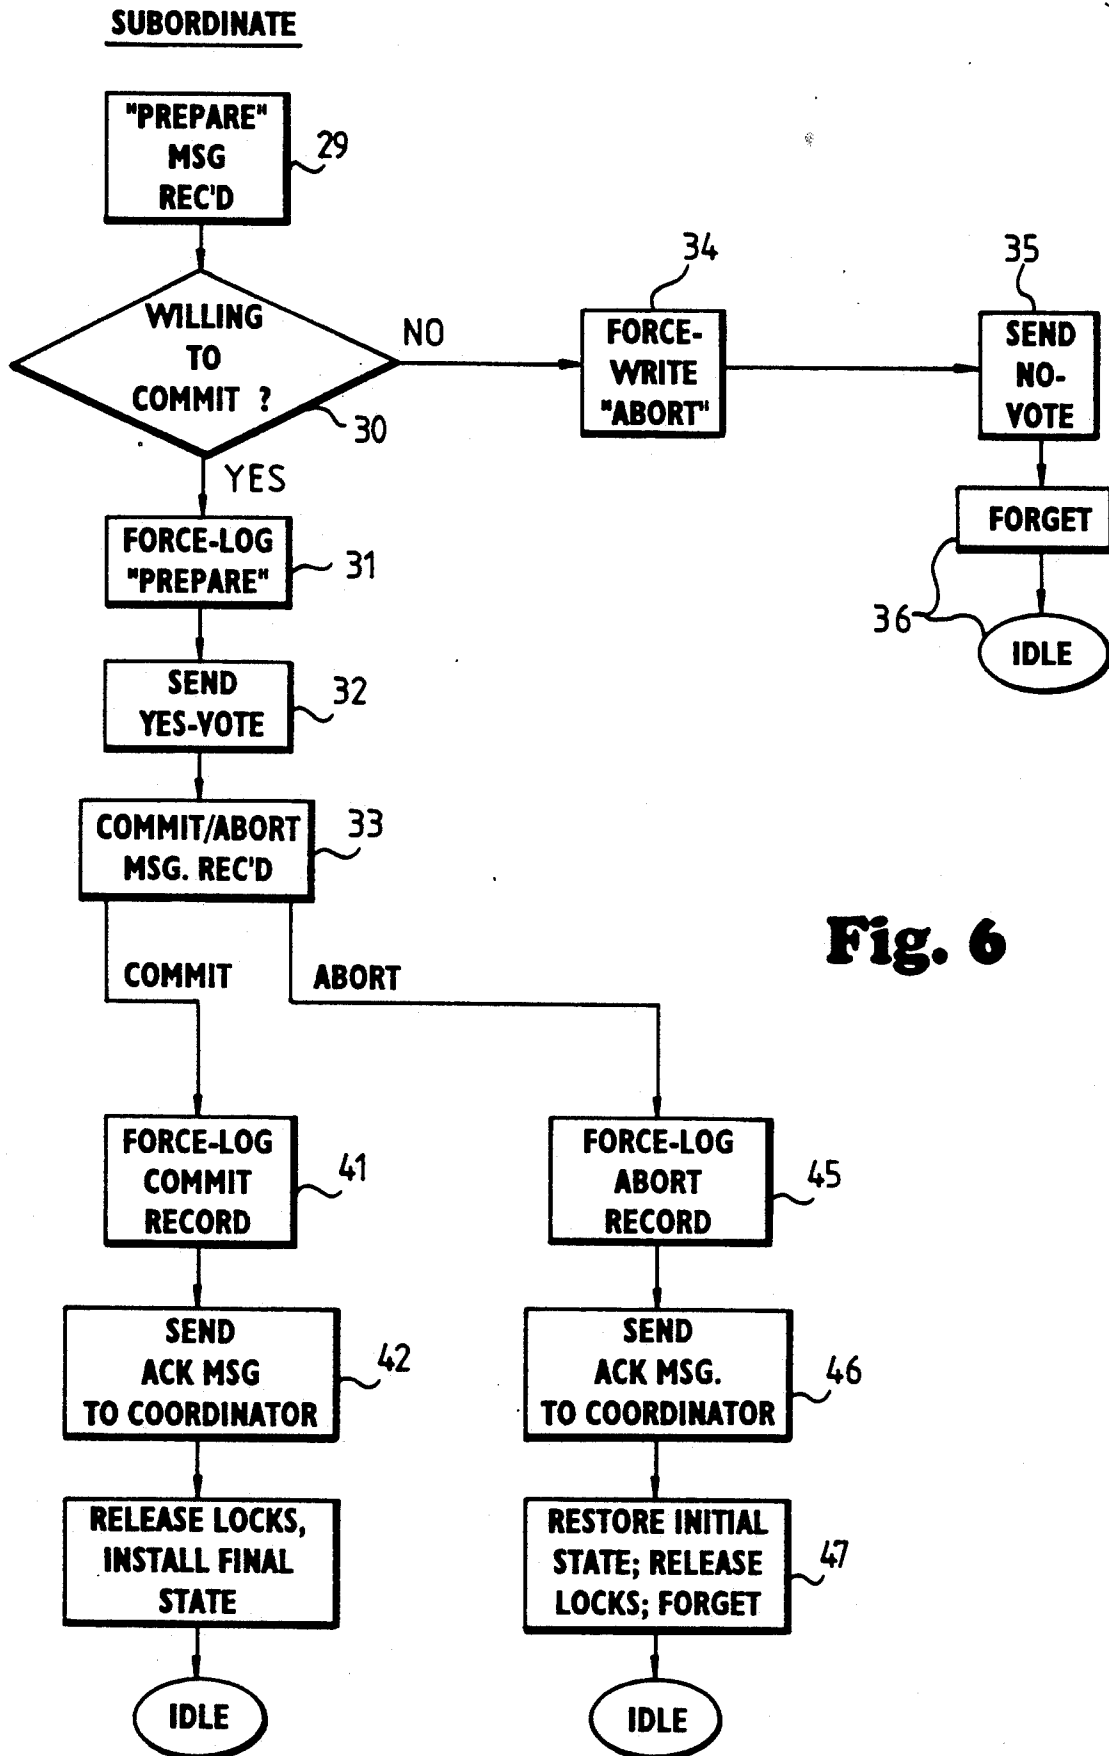 SUBORDINATE
"PREPARE"
MSG
REC'D
29
WILLING
TO
COMMIT ?
30
NO
34
FORCE-
WRITE
"ABORT"
35
SEND
NO-
VOTE
FORGET
36
IDLE
YES
FORCE-LOG
"PREPARE"
31
SEND
YES-VOTE
32
COMMIT/ABORT
MSG. REC'D
33
COMMIT
ABORT
Fig. 6
FORCE-LOG
COMMIT
RECORD
41
SEND
ACK MSG
TO COORDINATOR
42
RELEASE LOCKS,
INSTALL FINAL
STATE
IDLE
FORCE-LOG
ABORT
RECORD
45
SEND
ACK MSG.
TO COORDINATOR
46
RESTORE INITIAL
STATE; RELEASE
LOCKS; FORGET
47
IDLE